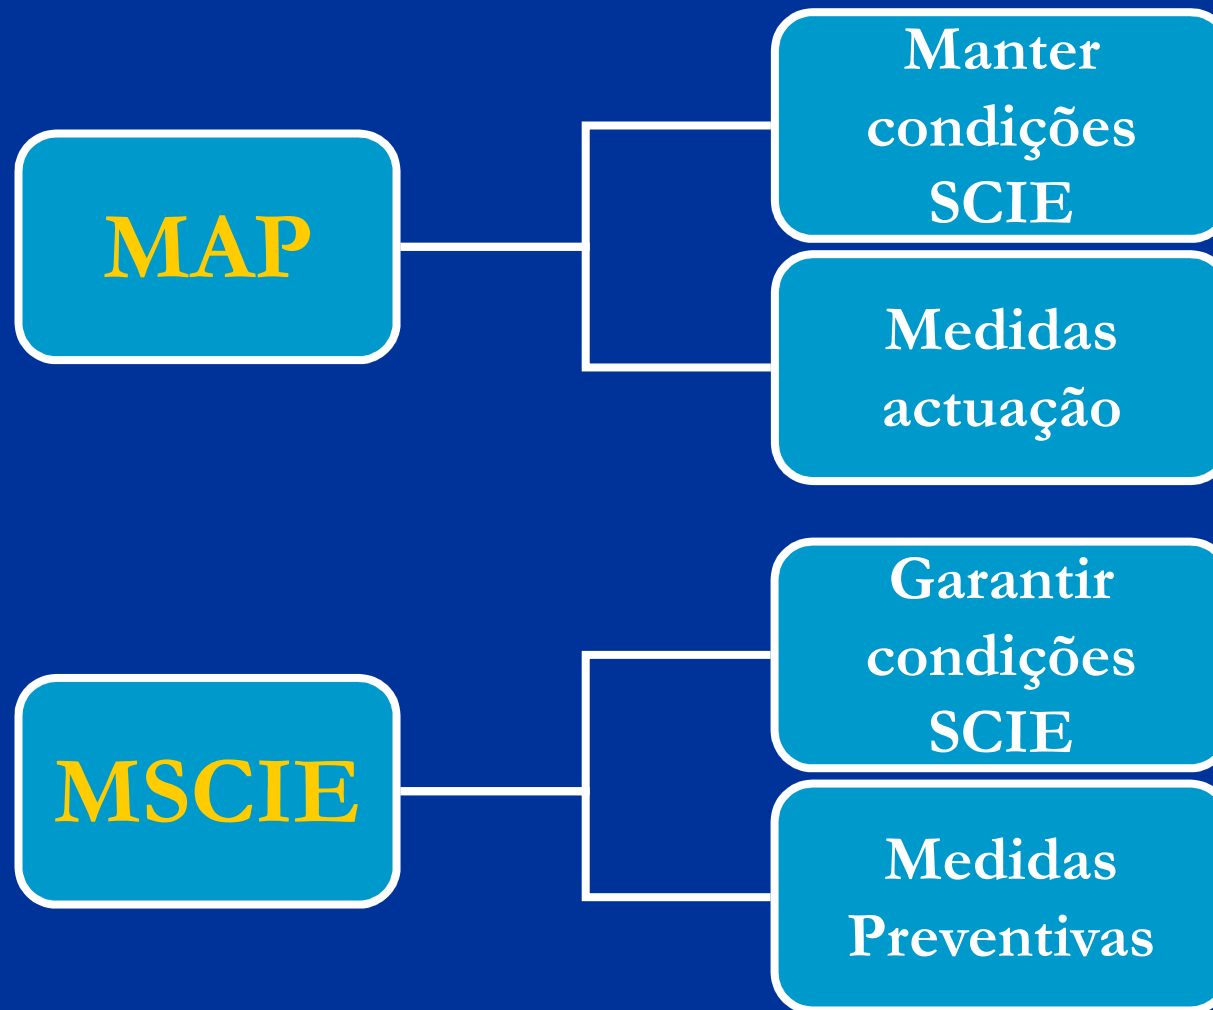 MAP
Manter
condições
SCIE
Medidas
actuação
MSCIE
Garantir
condições
SCIE
Medidas
Preventivas